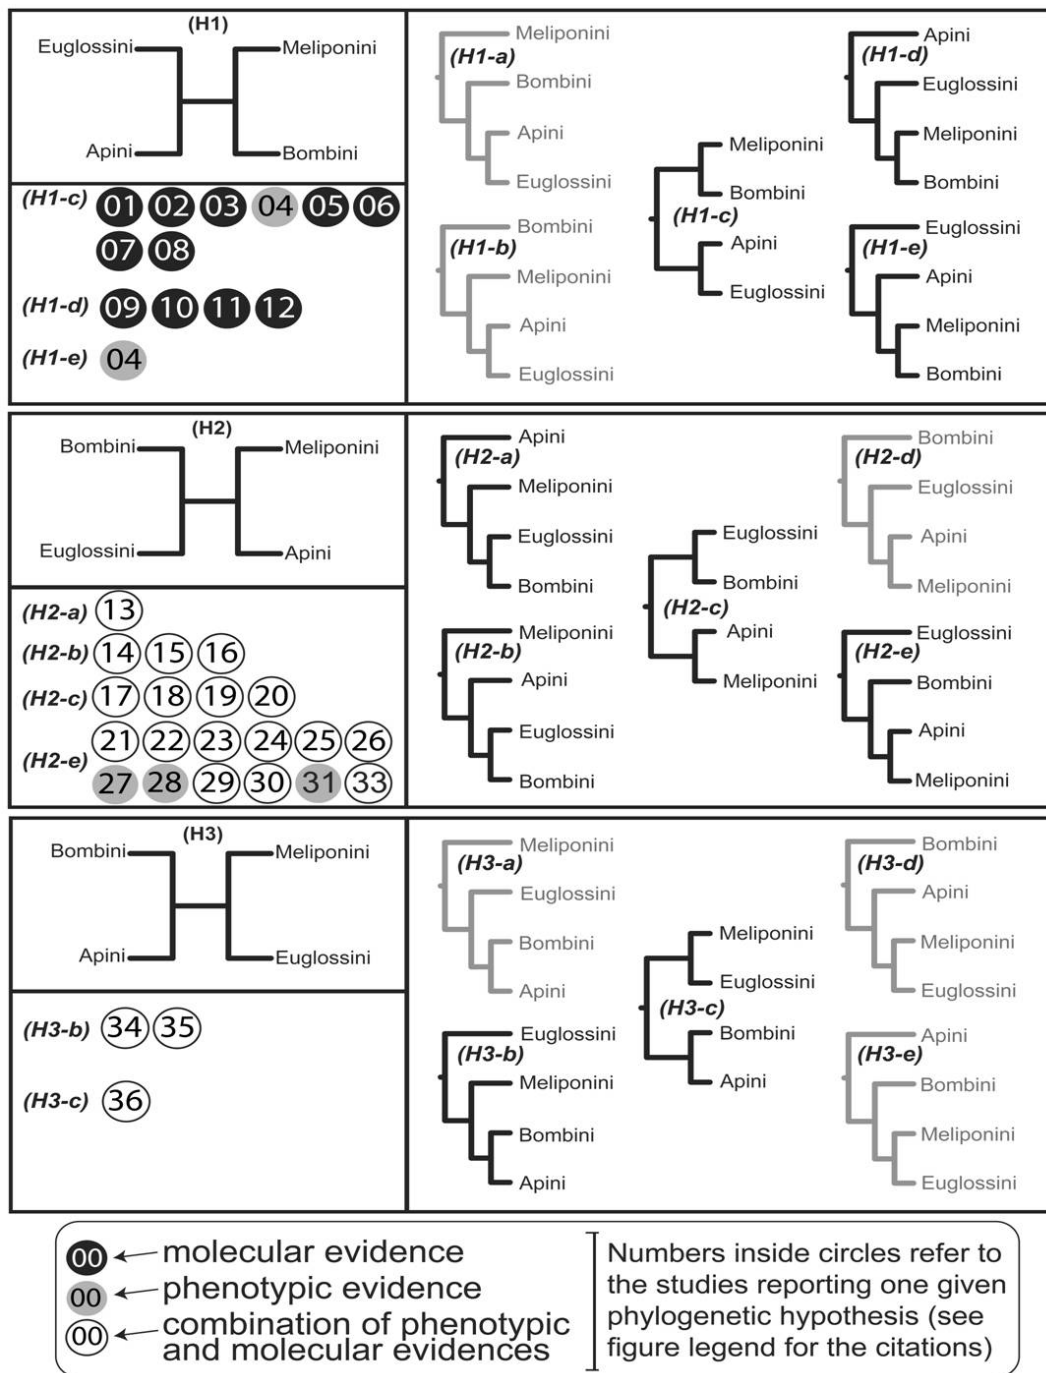 (H1)
Euglossini
Meliponini
Apini
Bombini
(H1-c) 01 02 03 04 05 06
07 08
(H1-d) 09 10 11 12
(H1-e) 04
Meliponini
(H1-a)
Bombini
Apini
Euglossini
Bombini
(H1-b)
Meliponini
Apini
Euglossini
Meliponini
Bombini
(H1-c)
Apini
Euglossini
Apini
(H1-d)
Euglossini
Meliponini
Bombini
Euglossini
(H1-e)
Apini
Meliponini
Bombini
(H2)
Bombini
Meliponini
Euglossini
Apini
(H2-a) 13
(H2-b) 14 15 16
(H2-c) 17 18 19 20
(H2-e) 21 22 23 24 25 26
27 28 29 30 31 33
Apini
(H2-a)
Meliponini
Euglossini
Bombini
Meliponini
(H2-b)
Apini
Euglossini
Bombini
Euglossini
Bombini
(H2-c)
Apini
Meliponini
Bombini
(H2-d)
Euglossini
Apini
Meliponini
Euglossini
(H2-e)
Bombini
Apini
Meliponini
(H3)
Bombini
Meliponini
Apini
Euglossini
(H3-b) 34 35
(H3-c) 36
Meliponini
(H3-a)
Euglossini
Bombini
Apini
Euglossini
(H3-b)
Meliponini
Bombini
Apini
Meliponini
Euglossini
(H3-c)
Bombini
Apini
Bombini
(H3-d)
Apini
Meliponini
Euglossini
Apini
(H3-e)
Bombini
Meliponini
Euglossini
00 molecular evidence
00 phenotypic evidence
00 combination of phenotypic
and molecular evidences
Numbers inside circles refer to
the studies reporting one given
phylogenetic hypothesis (see
figure legend for the citations)